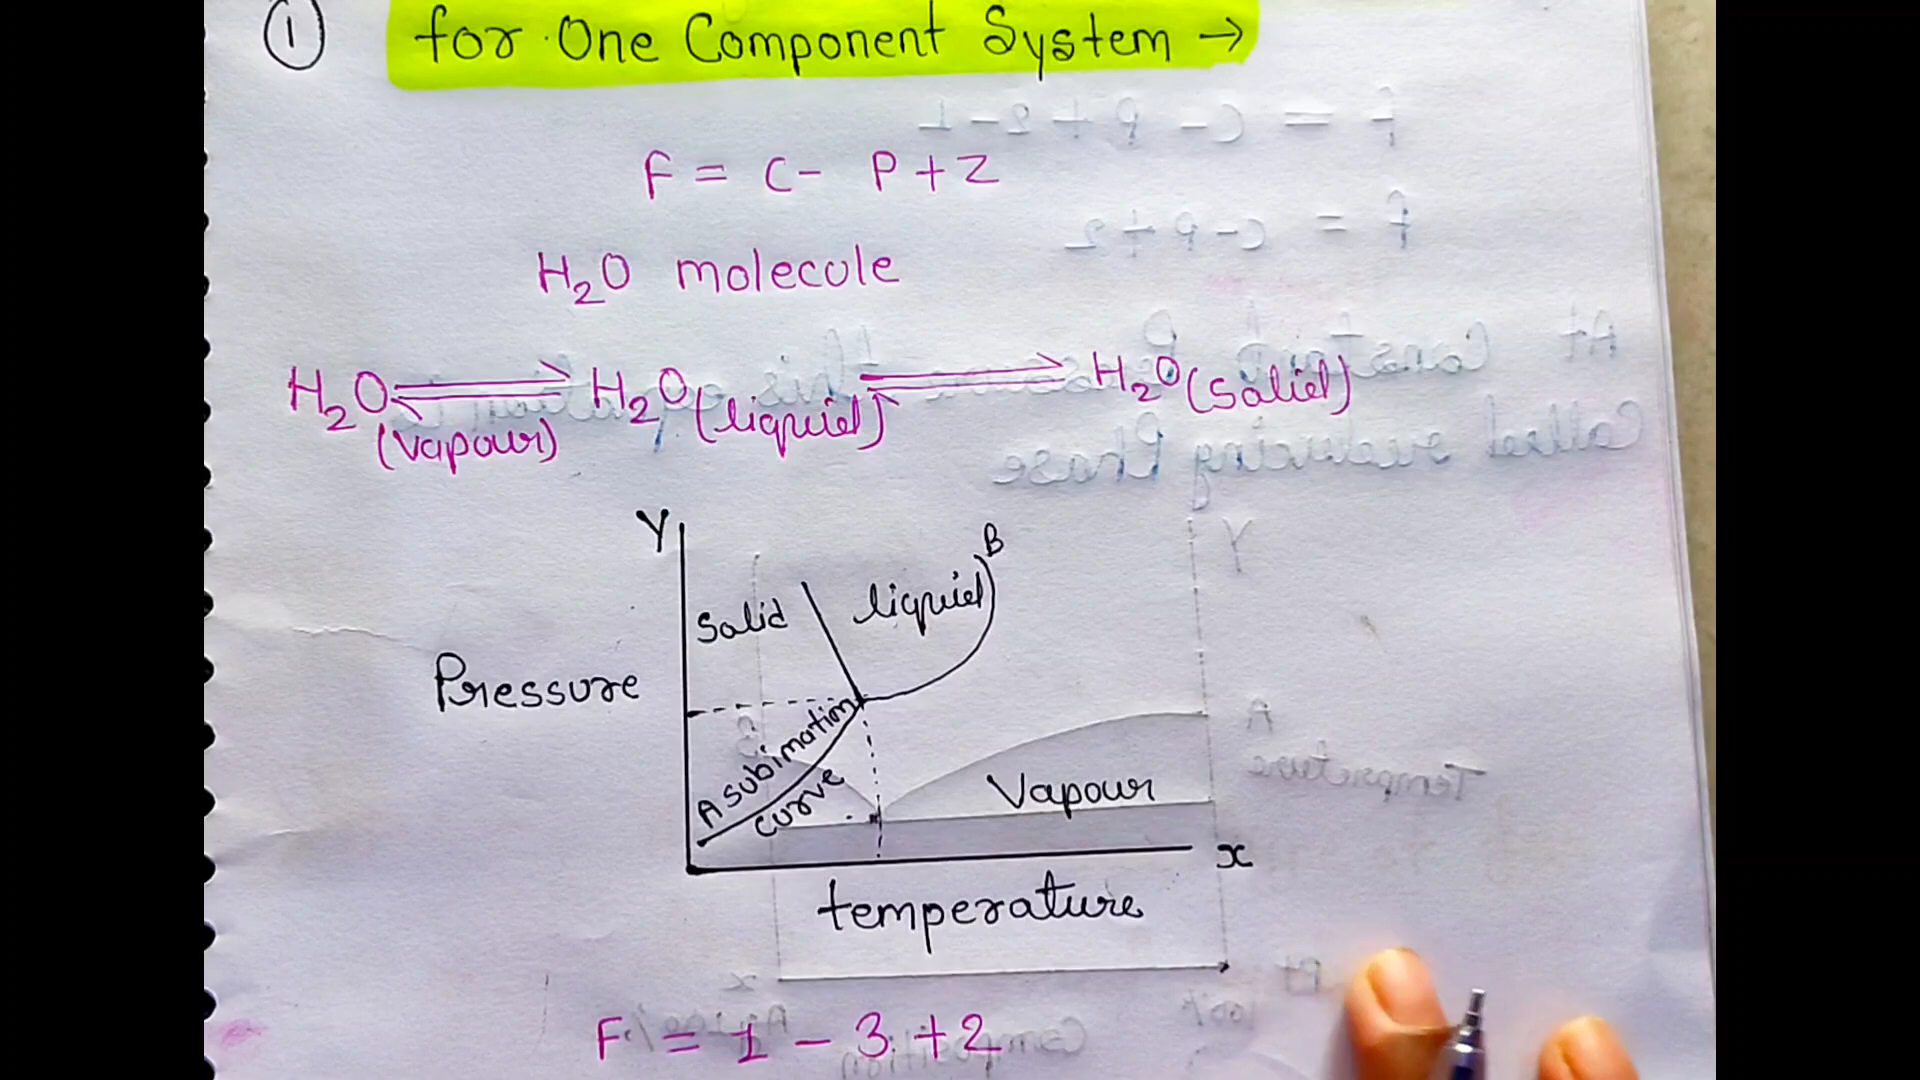 ① for One Component System →
F = C - P + 2
H₂O molecule
H₂O (vapour) ⇌ H₂O (liquid) ⇌ H₂O (Solid)
Y
B
Solid
liquid
Pressure
A subimation
curve
Vapour
x
temperature
F = 1 - 3 + 2